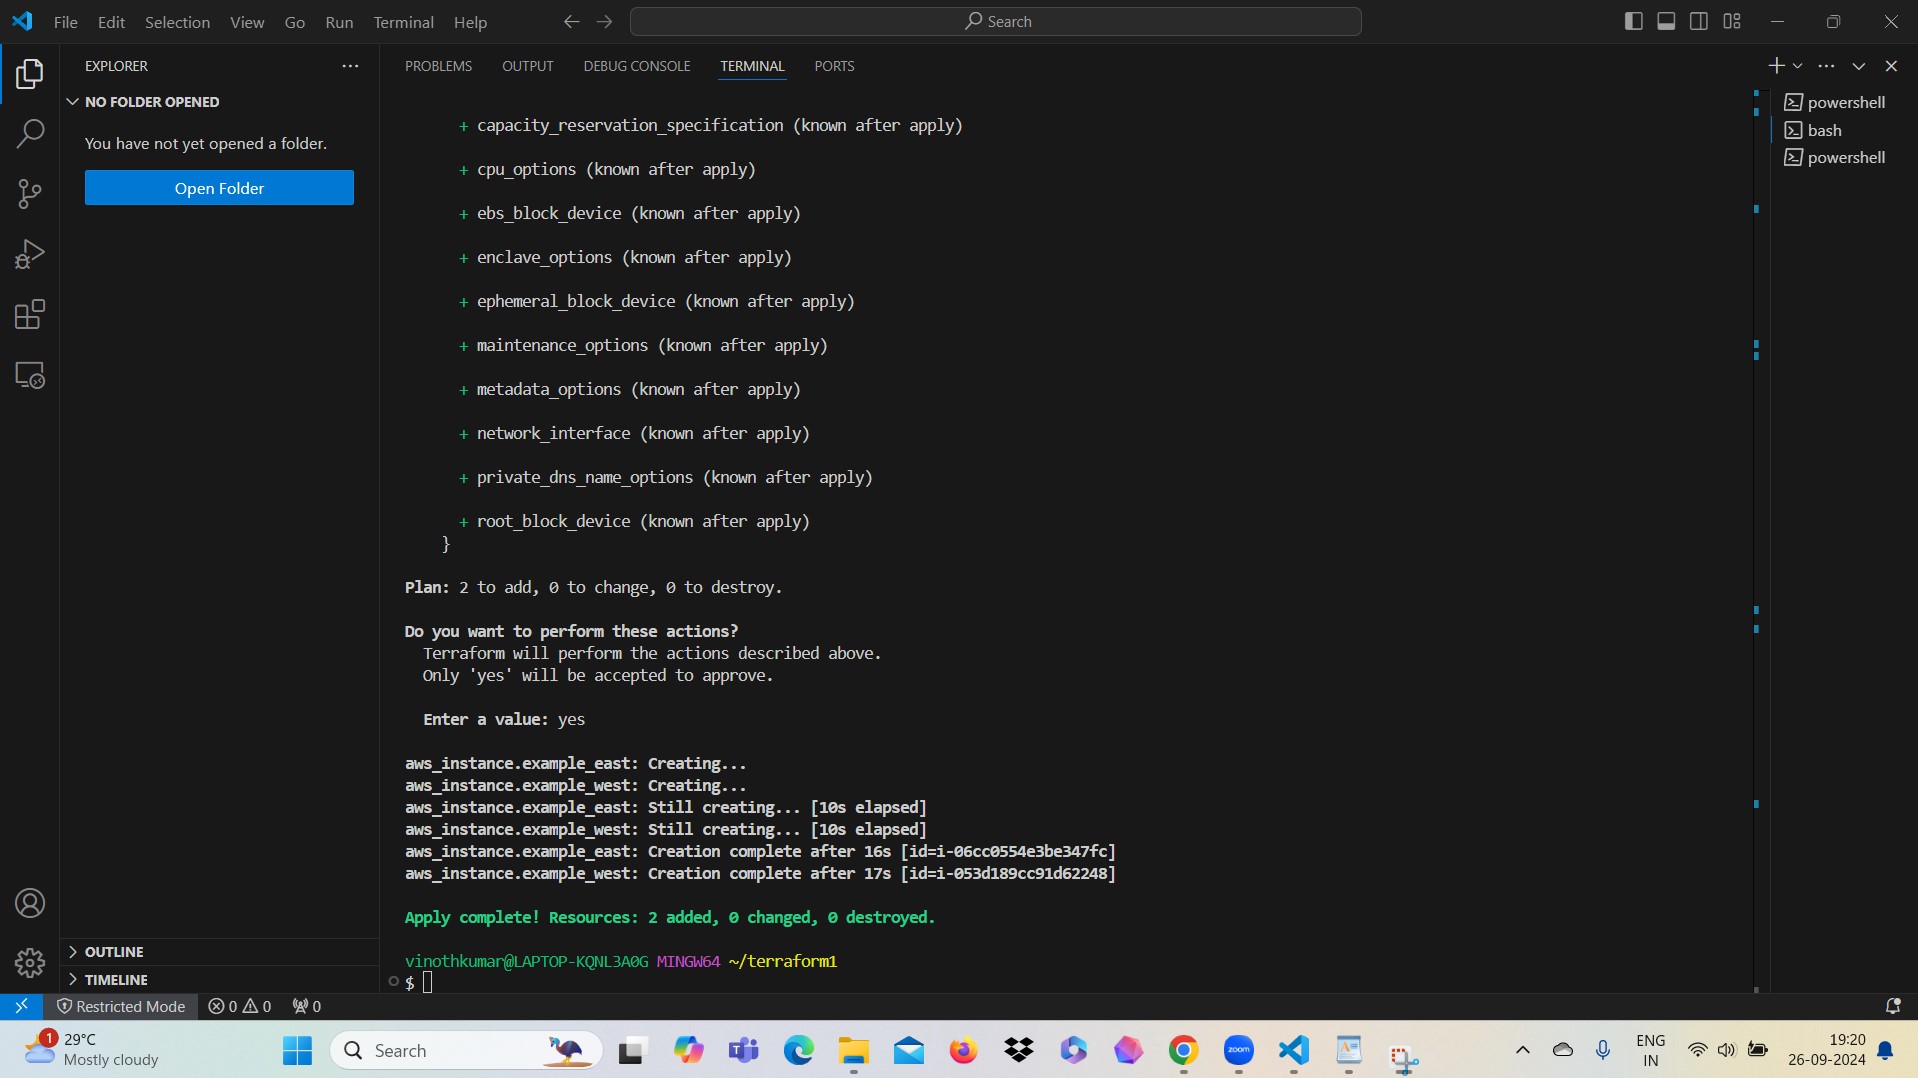 File Edit Selection View Go Run Terminal Help
Search
EXPLORER
NO FOLDER OPENED
You have not yet opened a folder.
Open Folder
OUTLINE
TIMELINE
PROBLEMS OUTPUT DEBUG CONSOLE TERMINAL PORTS
+ capacity_reservation_specification (known after apply)
+ cpu_options (known after apply)
+ ebs_block_device (known after apply)
+ enclave_options (known after apply)
+ ephemeral_block_device (known after apply)
+ maintenance_options (known after apply)
+ metadata_options (known after apply)
+ network_interface (known after apply)
+ private_dns_name_options (known after apply)
+ root_block_device (known after apply)
}
Plan: 2 to add, 0 to change, 0 to destroy.
Do you want to perform these actions?
Terraform will perform the actions described above.
Only 'yes' will be accepted to approve.
Enter a value: yes
aws_instance.example_east: Creating...
aws_instance.example_west: Creating...
aws_instance.example_east: Still creating... [10s elapsed]
aws_instance.example_west: Still creating... [10s elapsed]
aws_instance.example_east: Creation complete after 16s [id=i-06cc0554e3be347fc]
aws_instance.example_west: Creation complete after 17s [id=i-053d189cc91d62248]
Apply complete! Resources: 2 added, 0 changed, 0 destroyed.
vinothkumar@LAPTOP-KQNL3A0G MINGW64 ~/terraform1
$
powershell
bash
powershell
Restricted Mode 0 0 0
1
29°C
Mostly cloudy
Search
zoom
ENG
IN
19:20
26-09-2024